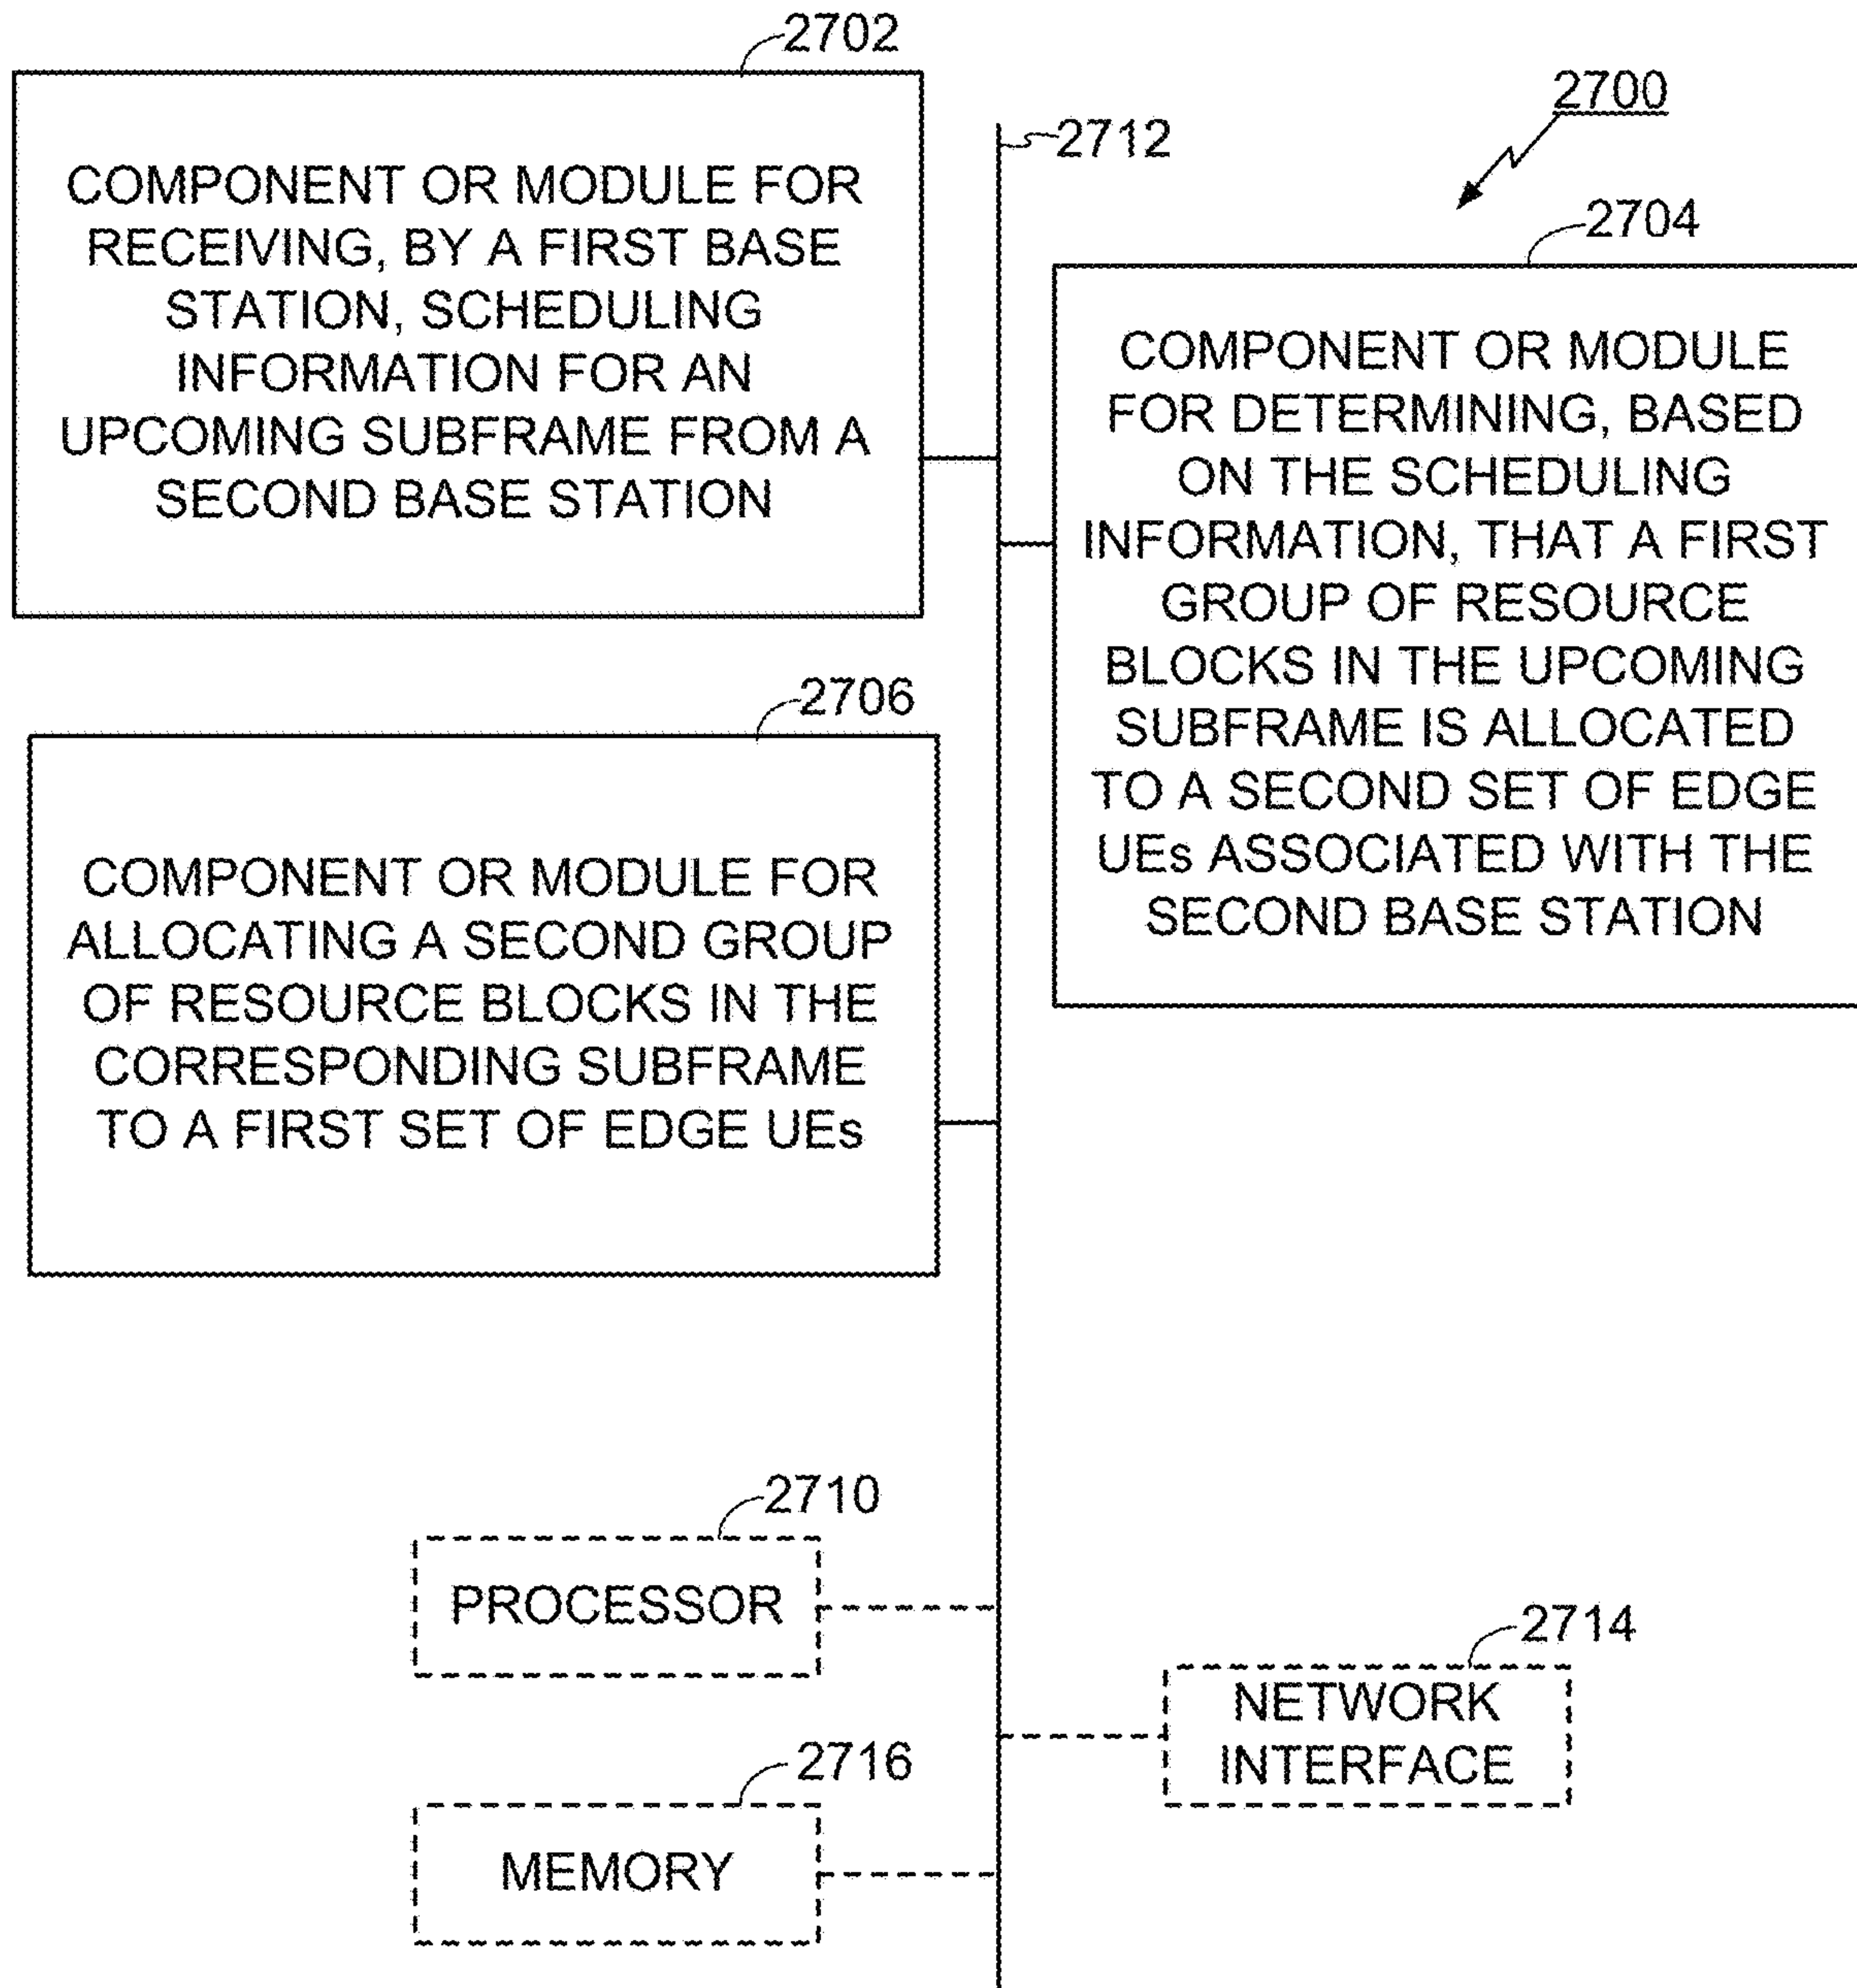 2702
COMPONENT OR MODULE FOR
RECEIVING, BY A FIRST BASE
STATION, SCHEDULING
INFORMATION FOR AN
UPCOMING SUBFRAME FROM A
SECOND BASE STATION
2712
2700
2704
COMPONENT OR MODULE
FOR DETERMINING, BASED
ON THE SCHEDULING
INFORMATION, THAT A FIRST
GROUP OF RESOURCE
BLOCKS IN THE UPCOMING
SUBFRAME IS ALLOCATED
TO A SECOND SET OF EDGE
UEs ASSOCIATED WITH THE
SECOND BASE STATION
2706
COMPONENT OR MODULE FOR
ALLOCATING A SECOND GROUP
OF RESOURCE BLOCKS IN THE
CORRESPONDING SUBFRAME
TO A FIRST SET OF EDGE UEs
2710
PROCESSOR
2714
NETWORK
INTERFACE
2716
MEMORY